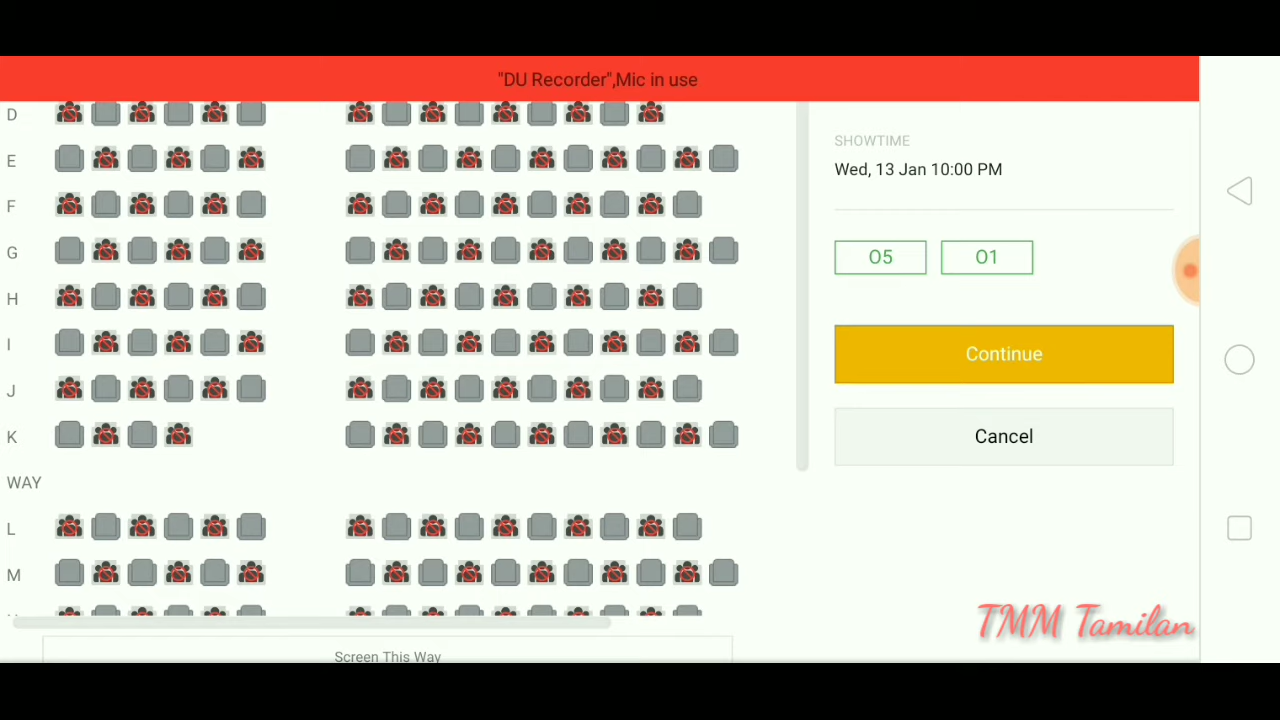 "DU Recorder",Mic in use
D
E
F
G
H
I
J
K
WAY
L
M
SHOWTIME
Wed, 13 Jan 10:00 PM
O5 O1
Continue
Cancel
TMM Tamilan
Screen This Way